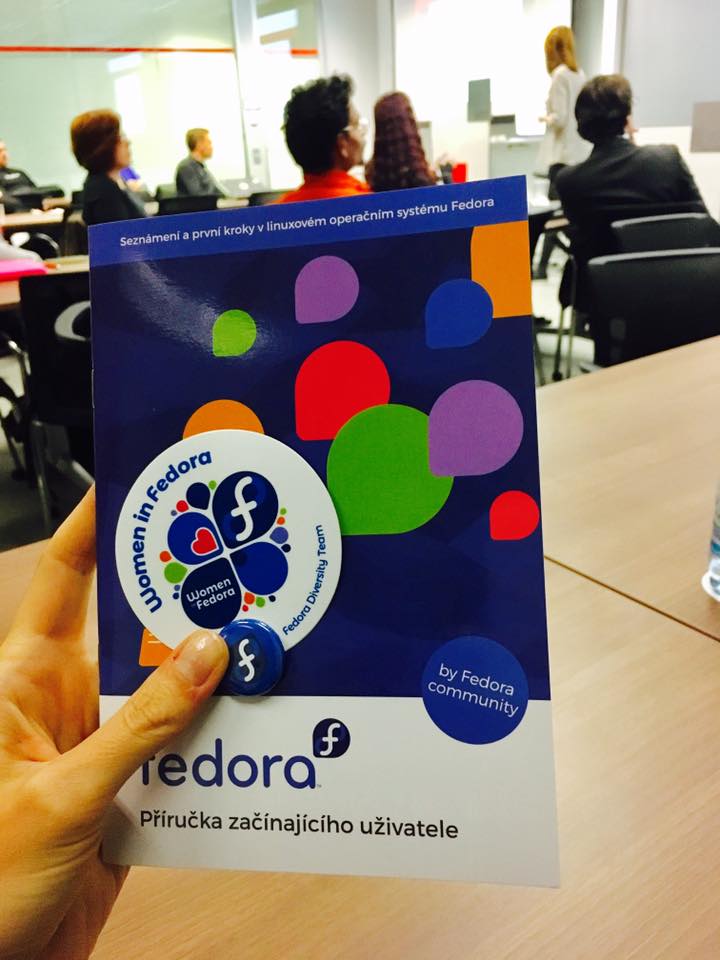 Seznámení a první kroky v linuxovém operačním systému Fedora
Women in Fedora
Women
in Fedora
Fedora Diversity Team
by Fedora
community
fedora™
Příručka začínajícího uživatele